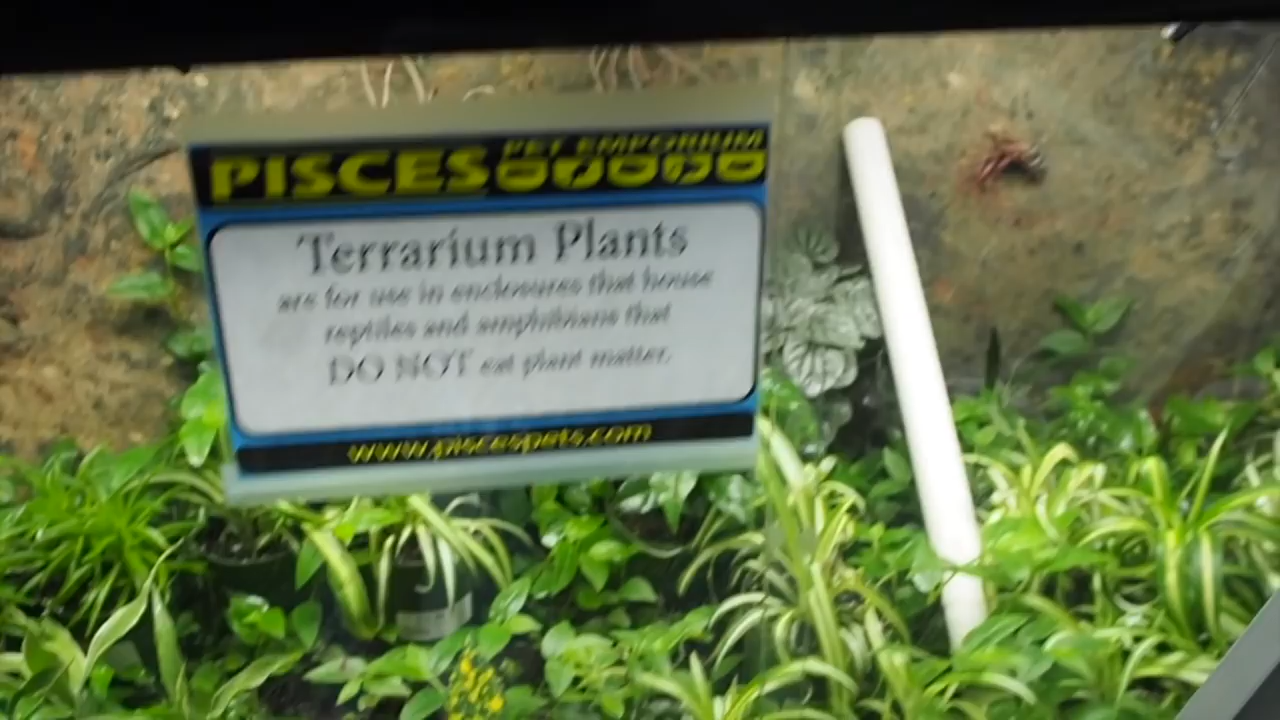 PISCES PET EMPORIUM
Terrarium Plants
are for use in enclosures that house
reptiles and amphibians that
DO NOT eat plant matter.
www.piscespets.com